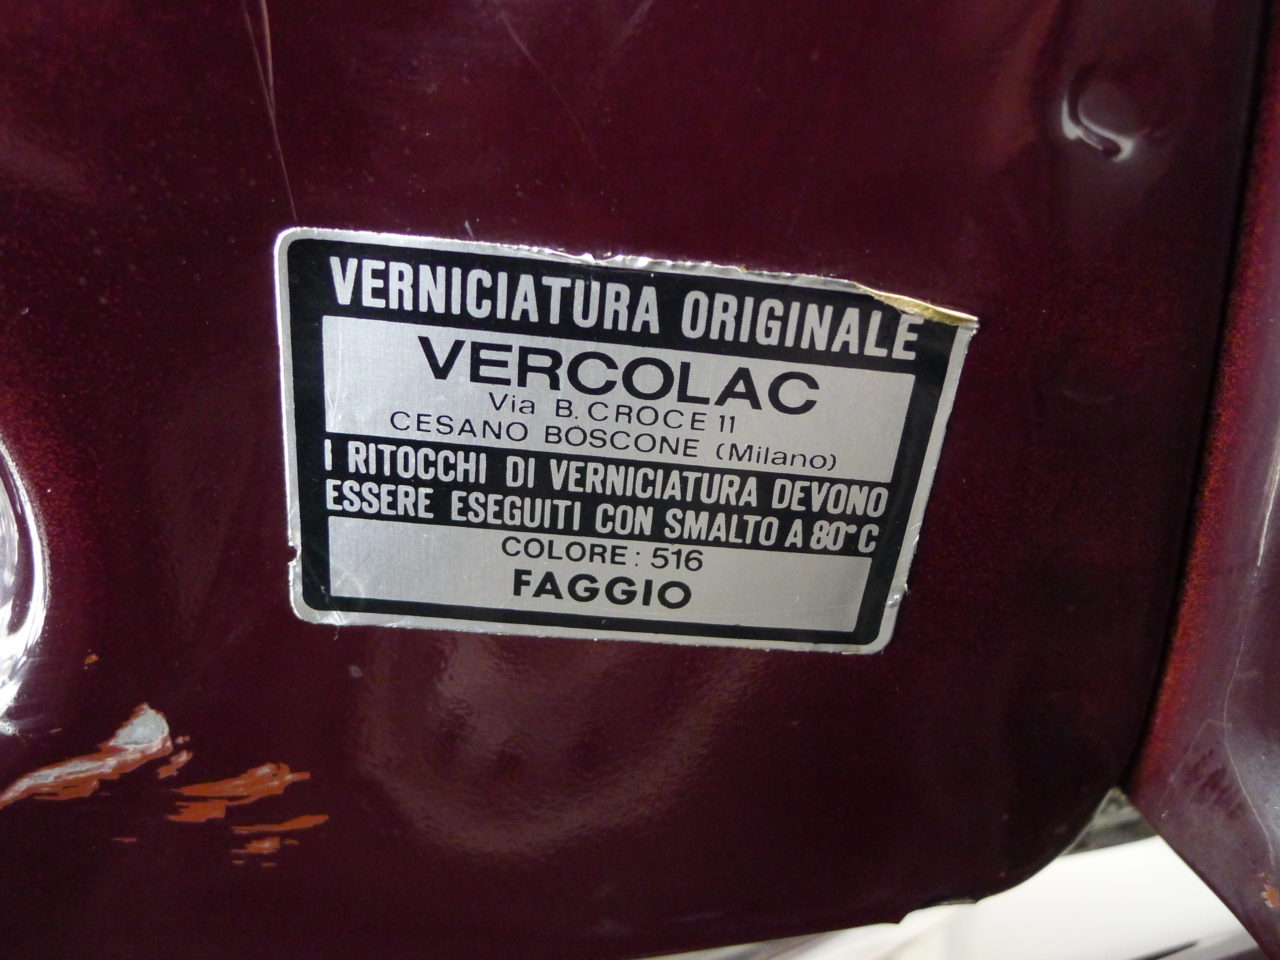 VERNICIATURA ORIGINALE
VERCOLAC
Via B. CROCE 11
CESANO BOSCONE (Milano)
I RITOCCHI DI VERNICIATURA DEVONO
ESSERE ESEGUITI CON SMALTO A 80°C
COLORE: 516
FAGGIO